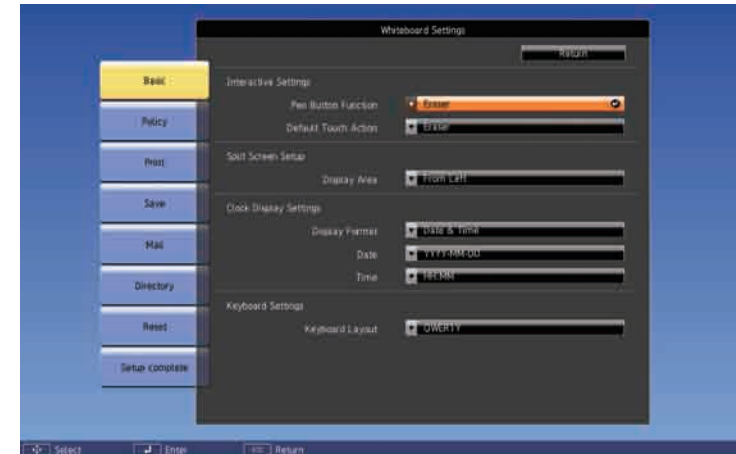 Whiteboard Settings
Return
Basic
Interactive Settings
Pen Button Function Eraser
Policy
Default Touch Action Eraser
Print
Split Screen Setup
Display Area From Left
Save
Clock Display Settings
Display Format Date & Time
Mail
Date YYYY-MM-DD
Time HH:MM
Directory
Keyboard Settings
Reset
Keyboard Layout QWERTY
Setup complete
Select Enter Return